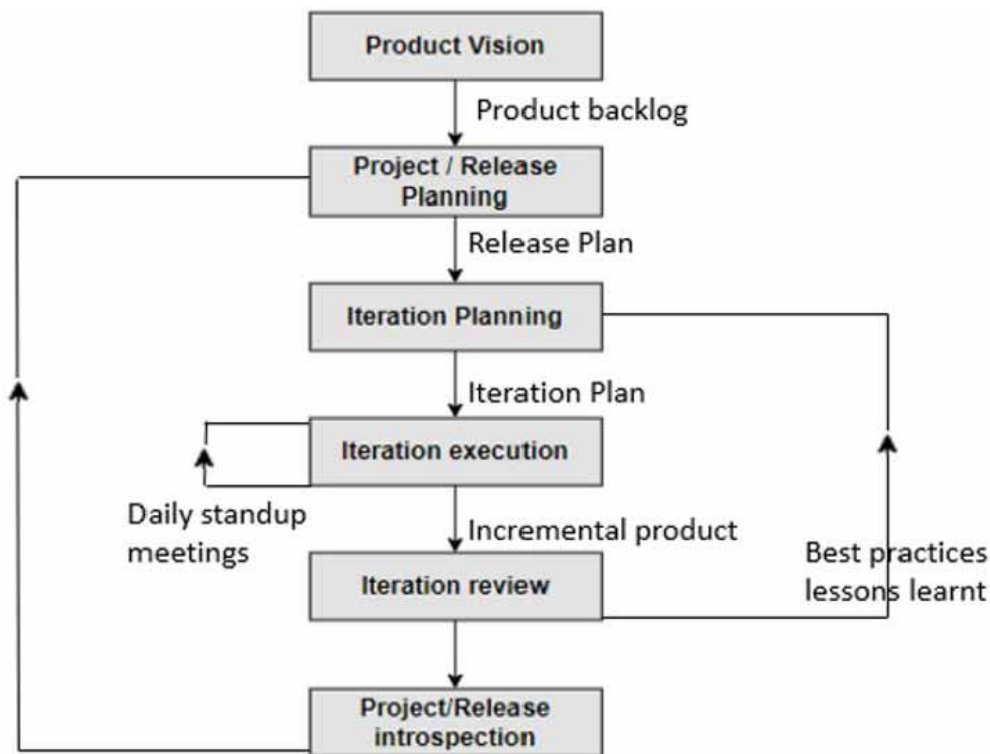 Product Vision
Product backlog
Project / Release
Planning
Release Plan
Iteration Planning
Iteration Plan
Iteration execution
Daily standup
meetings
Incremental product
Best practices
lessons learnt
Iteration review
Project/Release
introspection